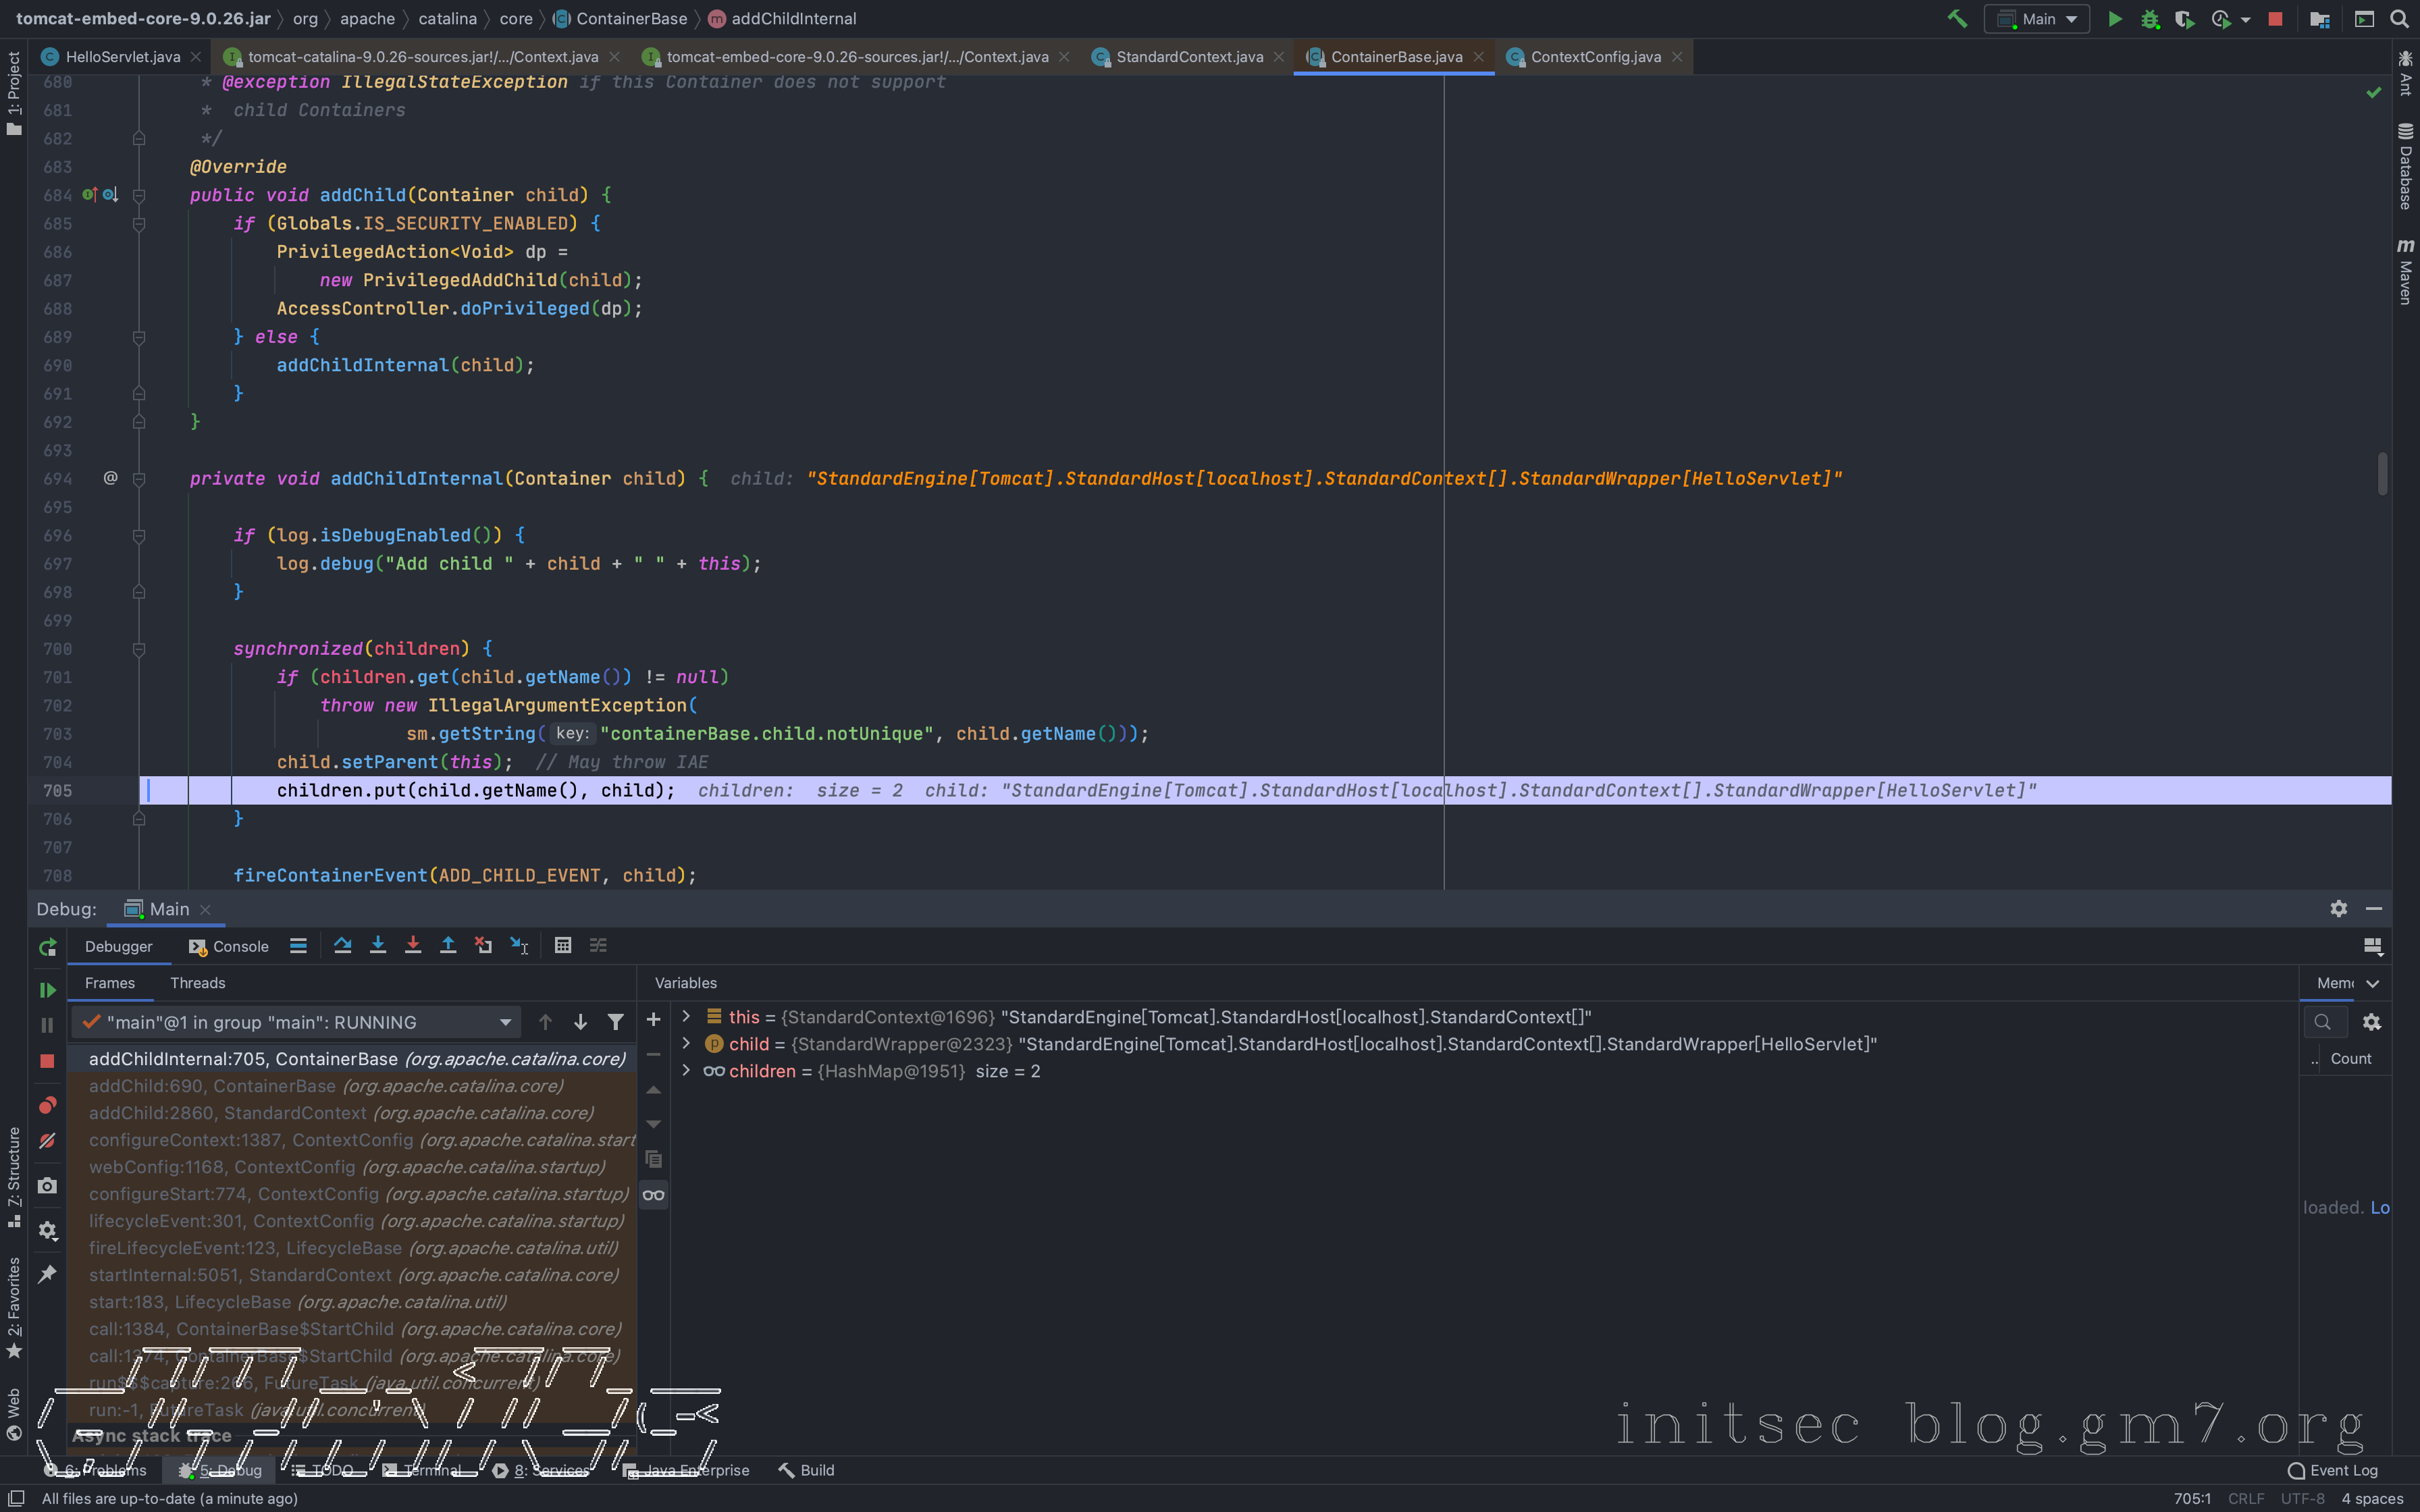 tomcat-embed-core-9.0.26.jar 〉 org 〉 apache 〉 catalina 〉 core 〉 ContainerBase 〉 addChildInternal
Main
HelloServlet.java
tomcat-catalina-9.0.26-sources.jar!/.../Context.java
tomcat-embed-core-9.0.26-sources.jar!/.../Context.java
StandardContext.java
ContainerBase.java
ContextConfig.java
1: Project
Ant
Database
Maven
680 * @exception IllegalStateException if this Container does not support
681 * child Containers
682 */
683 @Override
684 public void addChild(Container child) {
685 if (Globals.IS_SECURITY_ENABLED) {
686 PrivilegedAction<Void> dp =
687 new PrivilegedAddChild(child);
688 AccessController.doPrivileged(dp);
689 } else {
690 addChildInternal(child);
691 }
692 }
693
694 @ private void addChildInternal(Container child) { child: "StandardEngine[Tomcat].StandardHost[localhost].StandardContext[].StandardWrapper[HelloServlet]"
695
696 if (log.isDebugEnabled()) {
697 log.debug("Add child " + child + " " + this);
698 }
699
700 synchronized(children) {
701 if (children.get(child.getName()) != null)
702 throw new IllegalArgumentException(
703 sm.getString( key: "containerBase.child.notUnique", child.getName()));
704 child.setParent(this); // May throw IAE
705 children.put(child.getName(), child); children: size = 2 child: "StandardEngine[Tomcat].StandardHost[localhost].StandardContext[].StandardWrapper[HelloServlet]"
706 }
707
708 fireContainerEvent(ADD_CHILD_EVENT, child);
Debug: Main
Debugger Console
Frames Threads
Variables
Mem
"main"@1 in group "main": RUNNING
addChildInternal:705, ContainerBase (org.apache.catalina.core)
addChild:690, ContainerBase (org.apache.catalina.core)
addChild:2860, StandardContext (org.apache.catalina.core)
configureContext:1387, ContextConfig (org.apache.catalina.start
webConfig:1168, ContextConfig (org.apache.catalina.startup)
configureStart:774, ContextConfig (org.apache.catalina.startup)
lifecycleEvent:301, ContextConfig (org.apache.catalina.startup)
fireLifecycleEvent:123, LifecycleBase (org.apache.catalina.util)
startInternal:5051, StandardContext (org.apache.catalina.core)
start:183, LifecycleBase (org.apache.catalina.util)
call:1384, ContainerBase$StartChild (org.apache.catalina.core)
call:1374, ContainerBase$StartChild (org.apache.catalina.core)
run$$$capture:266, FutureTask (java.util.concurrent)
run:-1, FutureTask (java.util.concurrent)
Async stack trace
this = {StandardContext@1696} "StandardEngine[Tomcat].StandardHost[localhost].StandardContext[]"
child = {StandardWrapper@2323} "StandardEngine[Tomcat].StandardHost[localhost].StandardContext[].StandardWrapper[HelloServlet]"
children = {HashMap@1951} size = 2
.. Count
loaded. Lo
Z: Structure
2: Favorites
Web
initsec blog.gm7.org
6: Problems 5: Debug TODO Terminal 8: Services Java Enterprise Build
Event Log
All files are up-to-date (a minute ago)
705:1 CRLF UTF-8 4 spaces